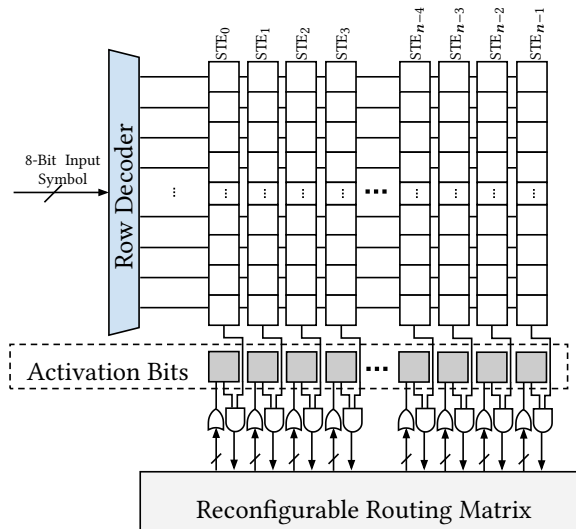 STE0
STE1
STE2
STE3
STEn−4
STEn−3
STEn−2
STEn−1
8-Bit Input
Symbol
Row Decoder
...
... ... ... ... ... ... ... ... ...
Activation Bits
...
Reconfigurable Routing Matrix